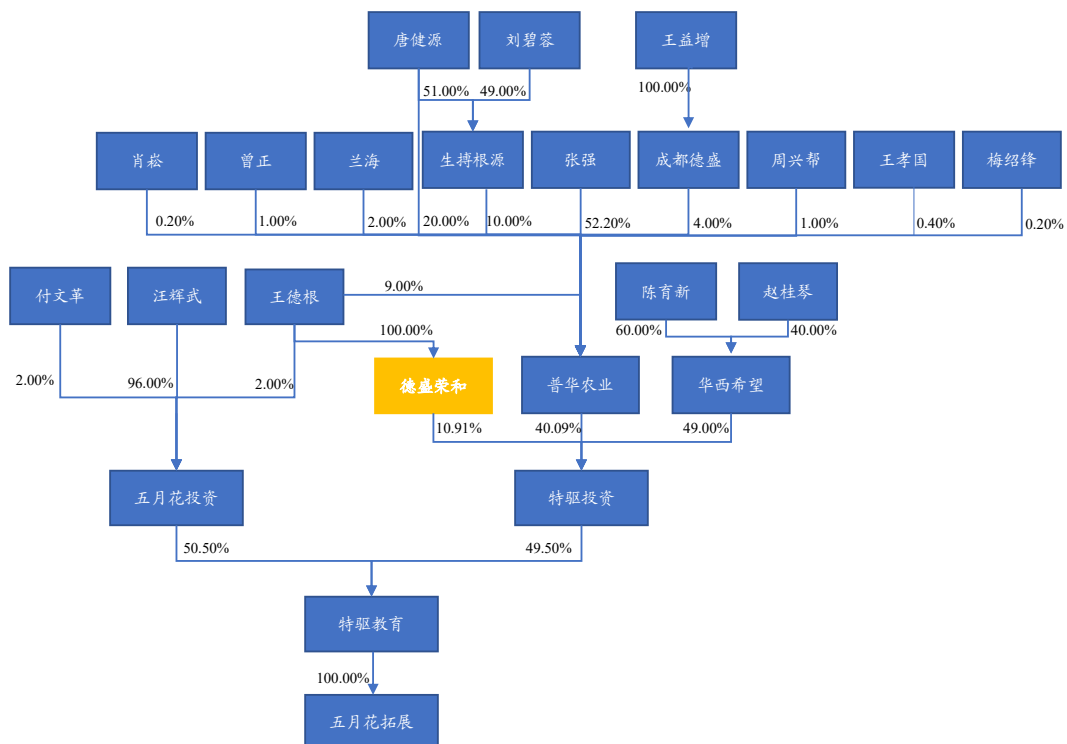 唐健源
刘碧蓉
王益增
51.00%
49.00%
100.00%
肖崧
曾正
兰海
生搏根源
张强
成都德盛
周兴帮
王孝国
梅绍锋
0.20%
1.00%
2.00%
20.00%
10.00%
52.20%
4.00%
1.00%
0.40%
0.20%
付文革
汪辉武
王德根
9.00%
陈育新
赵桂琴
100.00%
60.00%
40.00%
2.00%
96.00%
2.00%
德盛荣和
普华农业
华西希望
10.91%
40.09%
49.00%
五月花投资
特驱投资
50.50%
49.50%
特驱教育
100.00%
五月花拓展